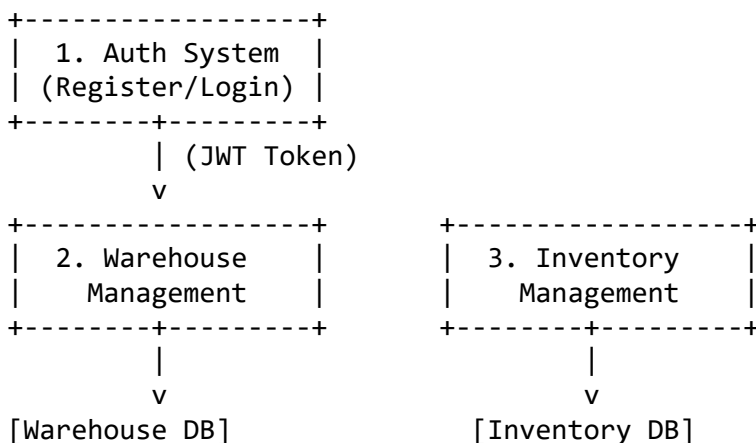 1. Auth System
(Register/Login)
(JWT Token)
2. Warehouse Management
3. Inventory Management
[Warehouse DB]
[Inventory DB]